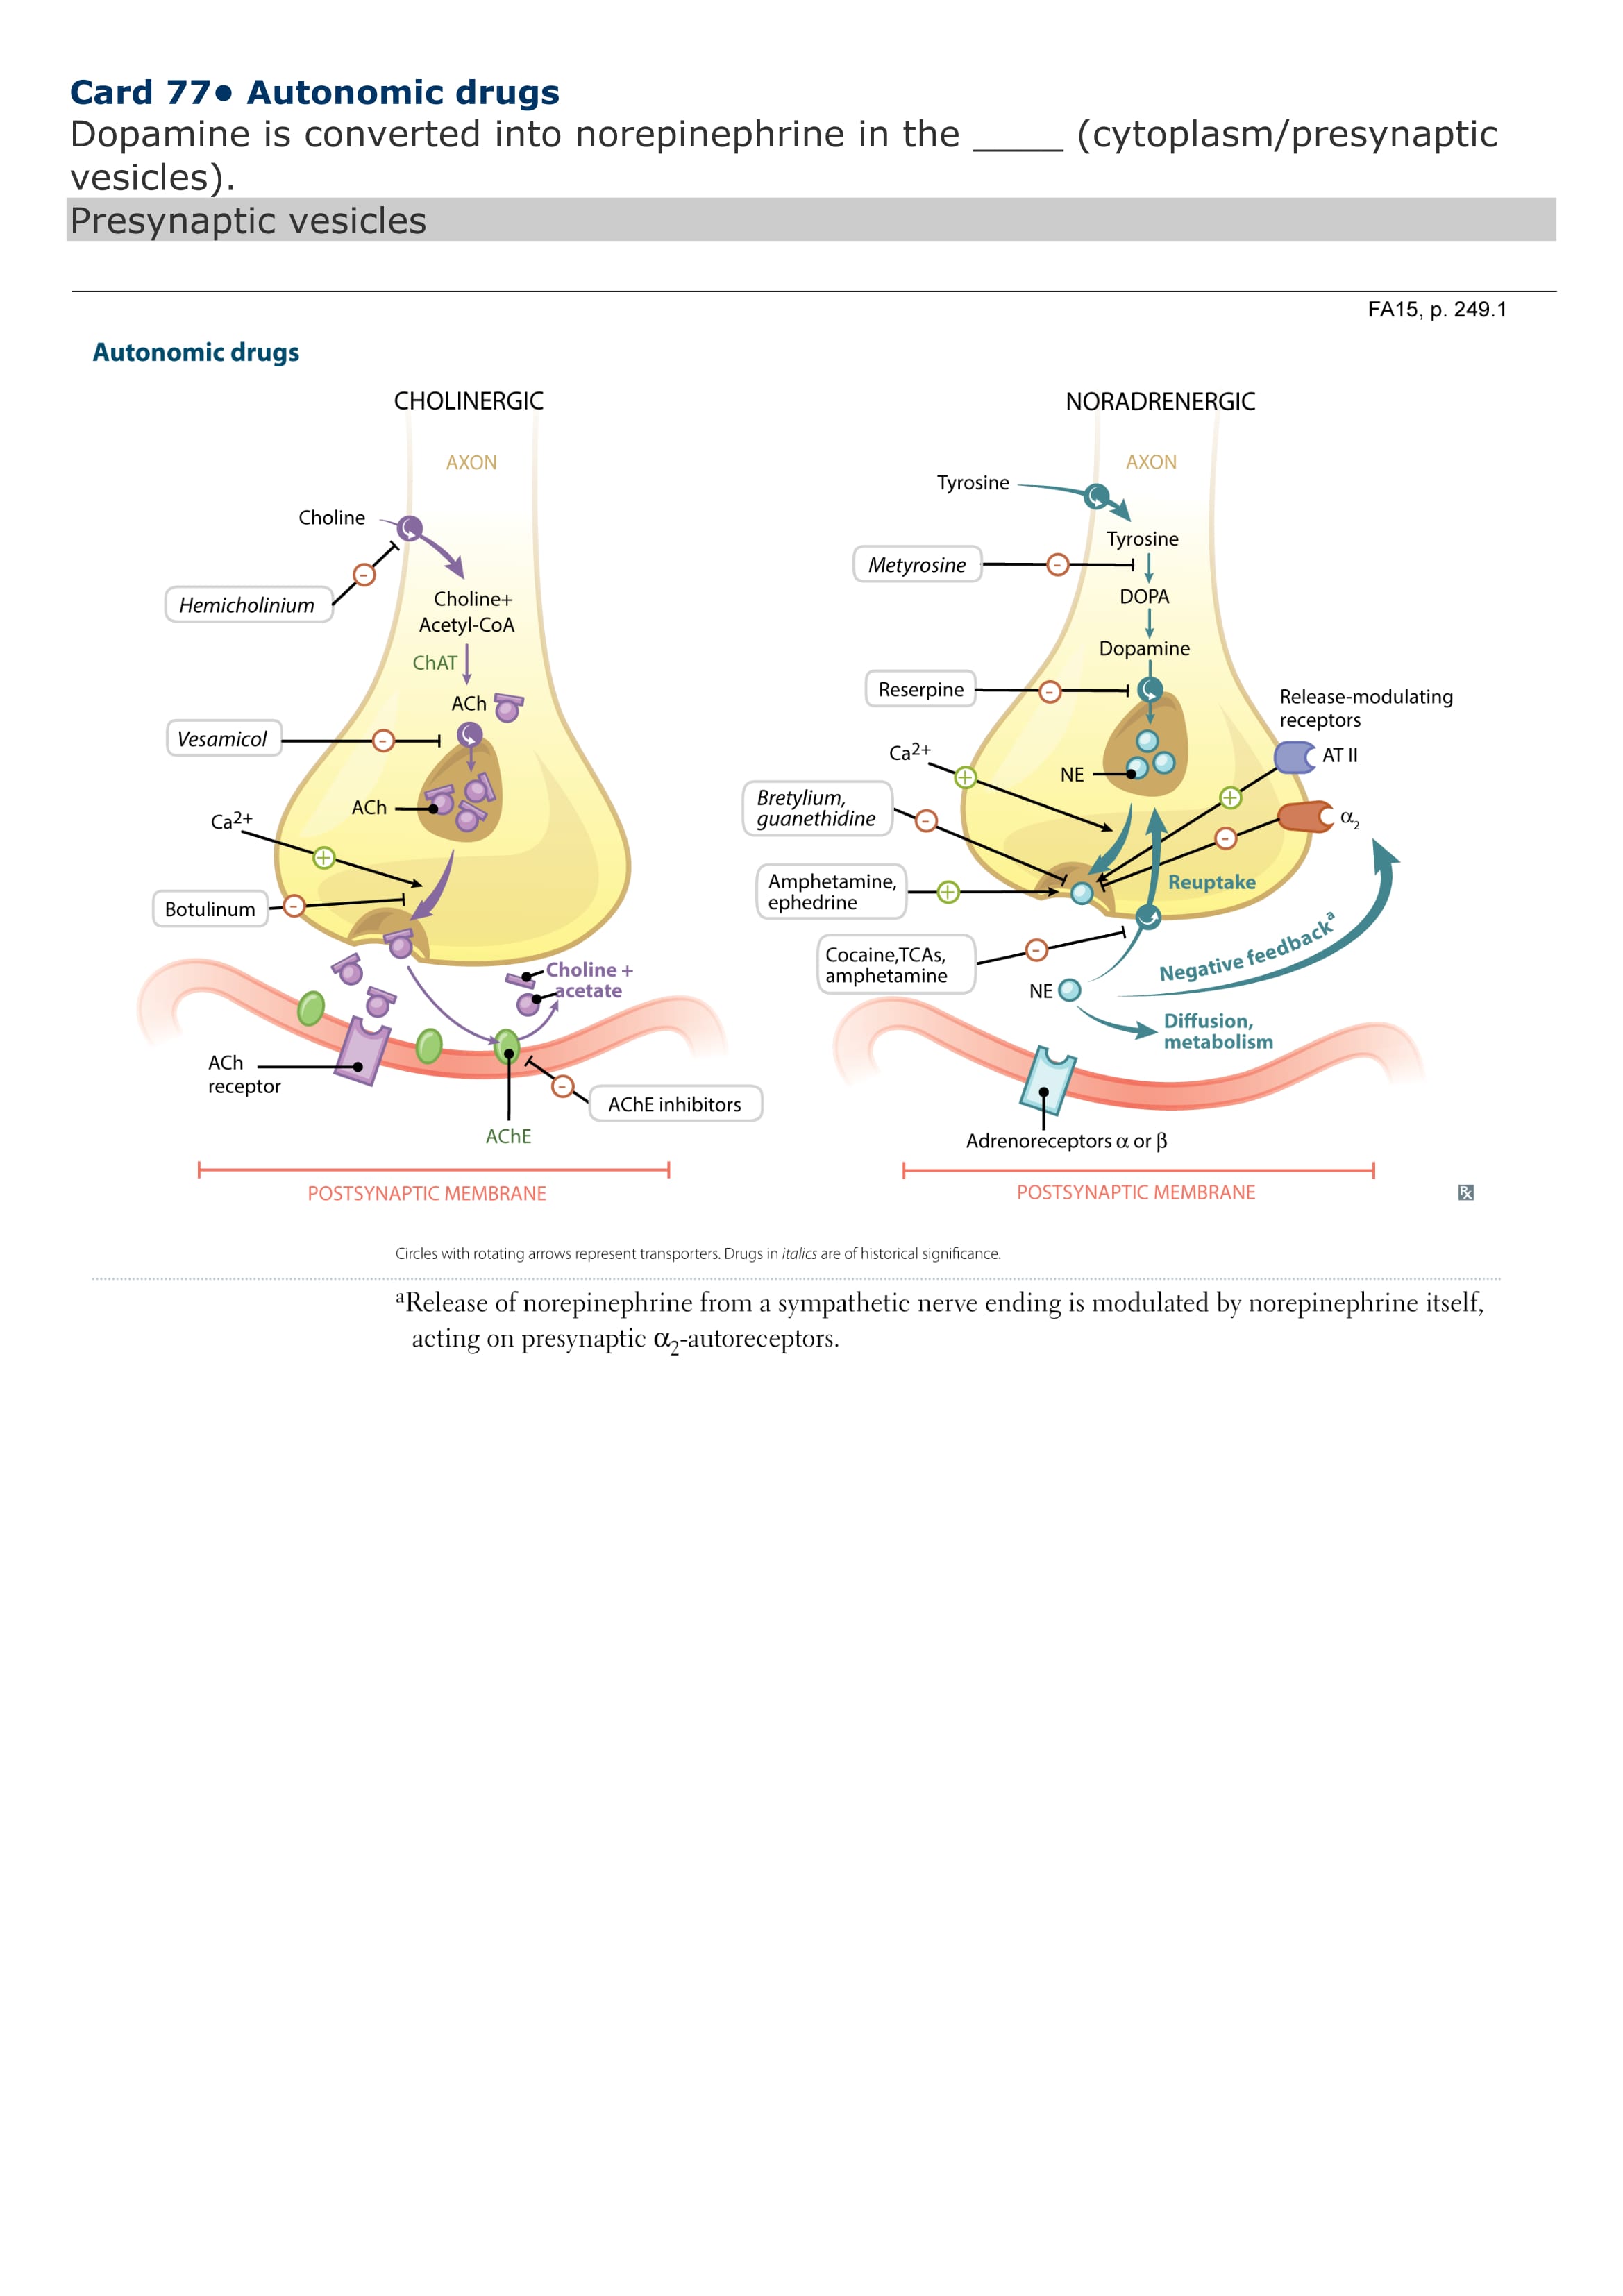 Card 77• Autonomic drugs
Dopamine is converted into norepinephrine in the _____ (cytoplasm/presynaptic
vesicles).
Presynaptic vesicles
FA15, p. 249.1
Autonomic drugs
CHOLINERGIC
AXON
Choline
Hemicholinium
Choline+
Acetyl-CoA
ChAT
ACh
Vesamicol
ACh
Ca2+
Botulinum
Choline +
acetate
ACh
receptor
AChE inhibitors
AChE
POSTSYNAPTIC MEMBRANE
NORADRENERGIC
AXON
Tyrosine
Tyrosine
Metyrosine
DOPA
Dopamine
Reserpine
Release-modulating
receptors
AT II
Ca2+
NE
Bretylium,
guanethidine
α2
Amphetamine,
ephedrine
Reuptake
Cocaine,TCAs,
amphetamine
Negative feedbacka
NE
Diffusion,
metabolism
Adrenoreceptors α or β
POSTSYNAPTIC MEMBRANE
Rx
Circles with rotating arrows represent transporters. Drugs in italics are of historical significance.
aRelease of norepinephrine from a sympathetic nerve ending is modulated by norepinephrine itself,
acting on presynaptic α2-autoreceptors.